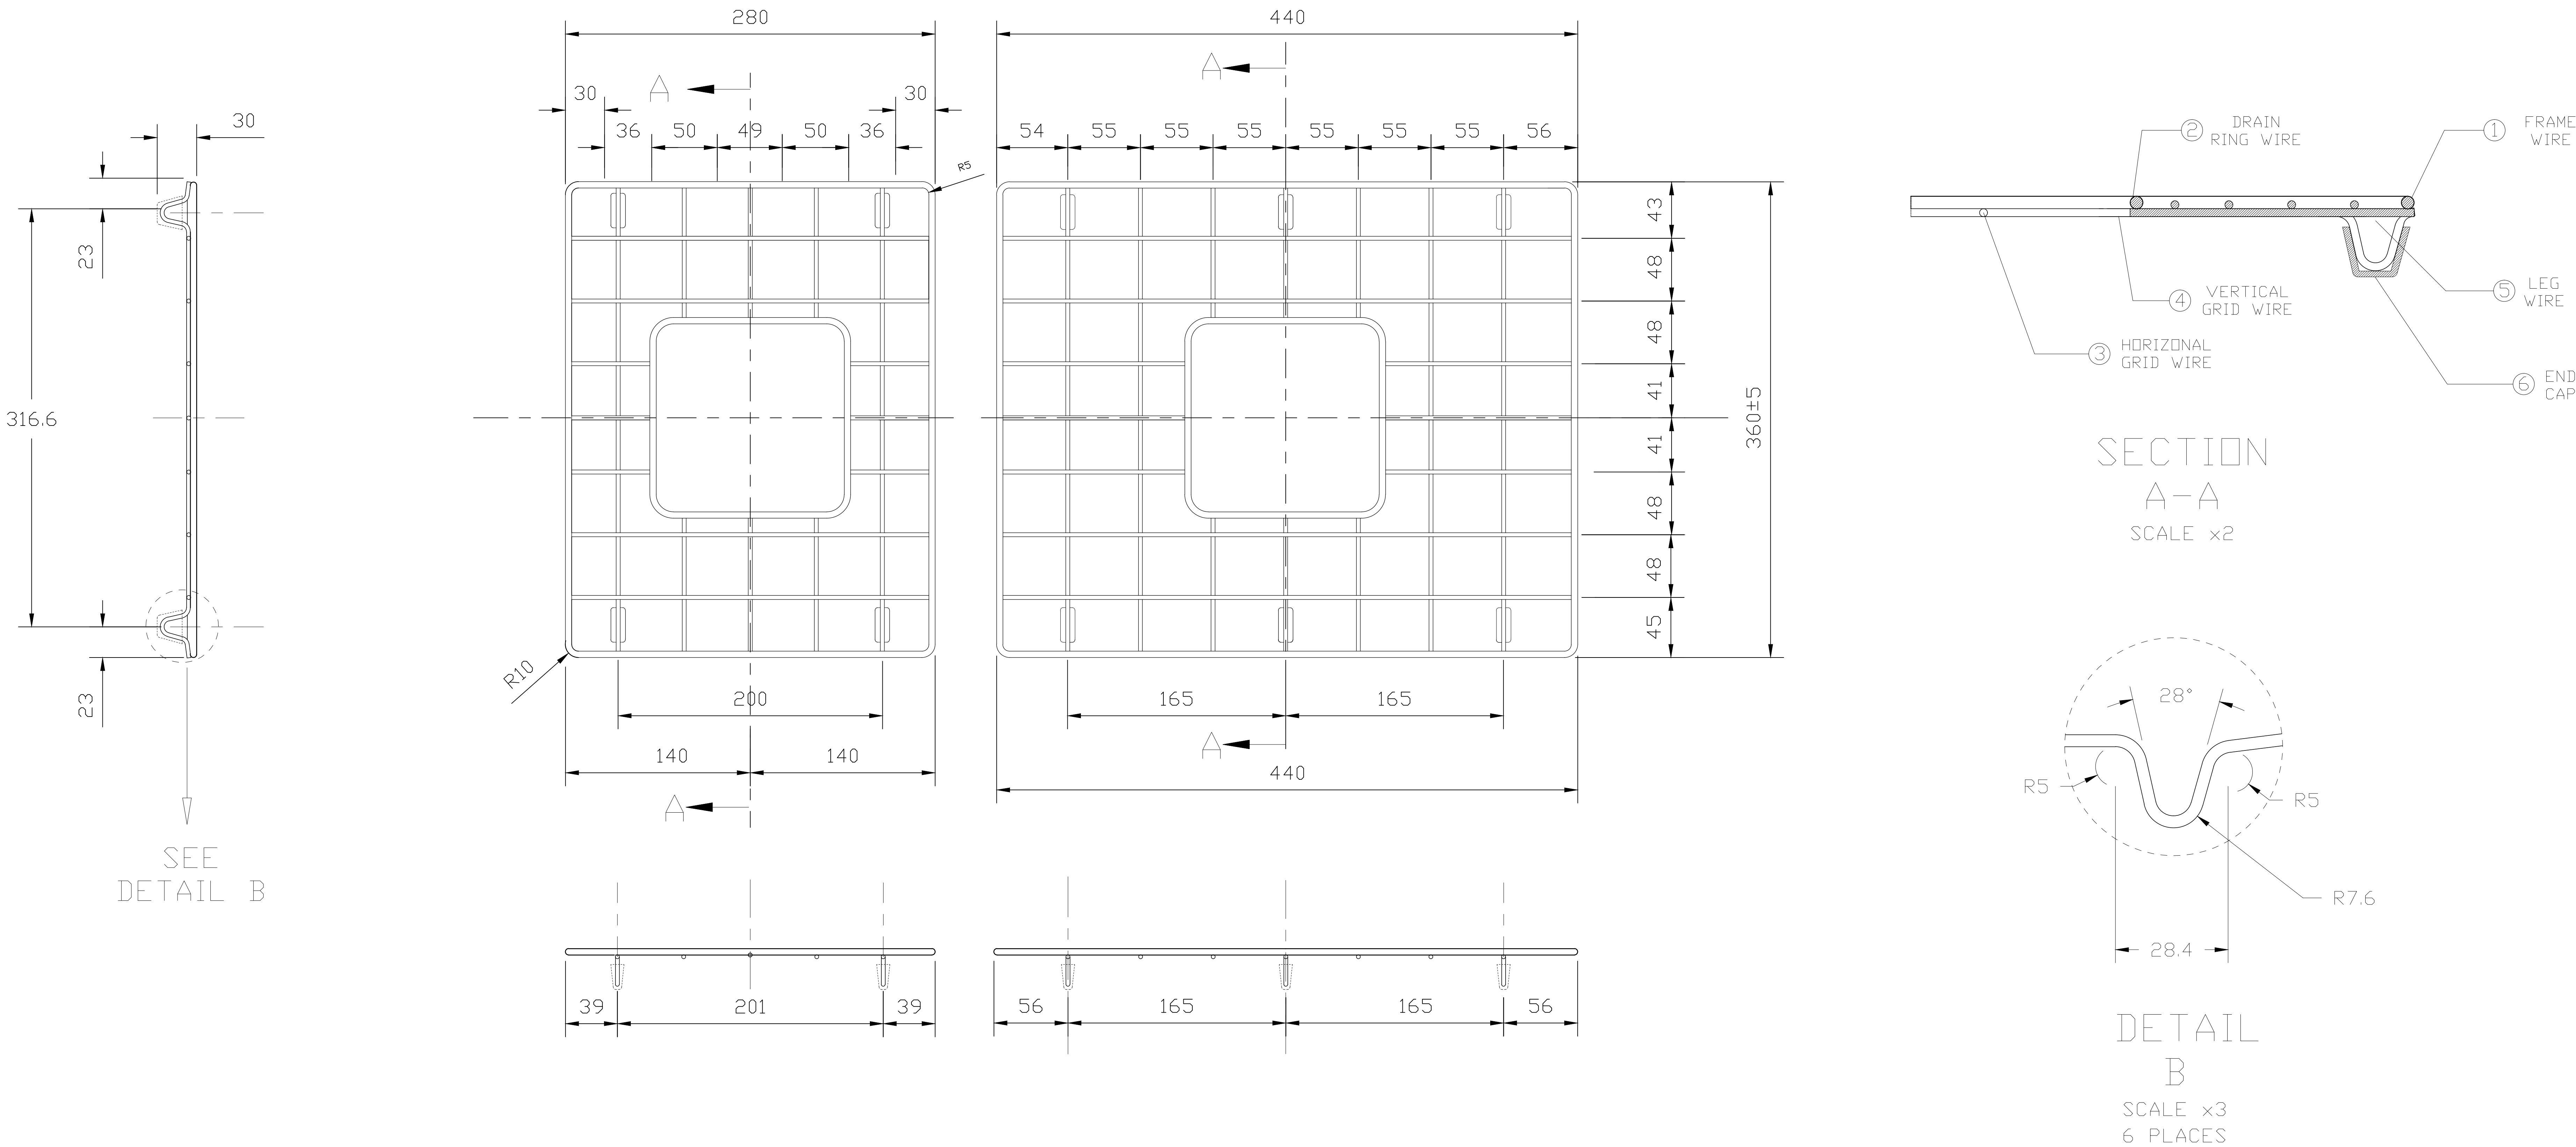 280
440
A
A
30
30
36
50
49
50
36
R5
54
55
55
55
55
55
55
56
30
23
316.6
23
43
48
48
41
41
48
48
45
360±5
R10
200
140
140
A
165
165
A
440
SEE
DETAIL B
39
201
39
56
165
165
56
2 DRAIN
RING WIRE
1 FRAME
WIRE
5 LEG
WIRE
4 VERTICAL
GRID WIRE
3 HORIZONAL
GRID WIRE
6 END
CAP
SECTION
A-A
SCALE x2
28°
R5
R5
R7.6
28.4
DETAIL
B
SCALE x3
6 PLACES